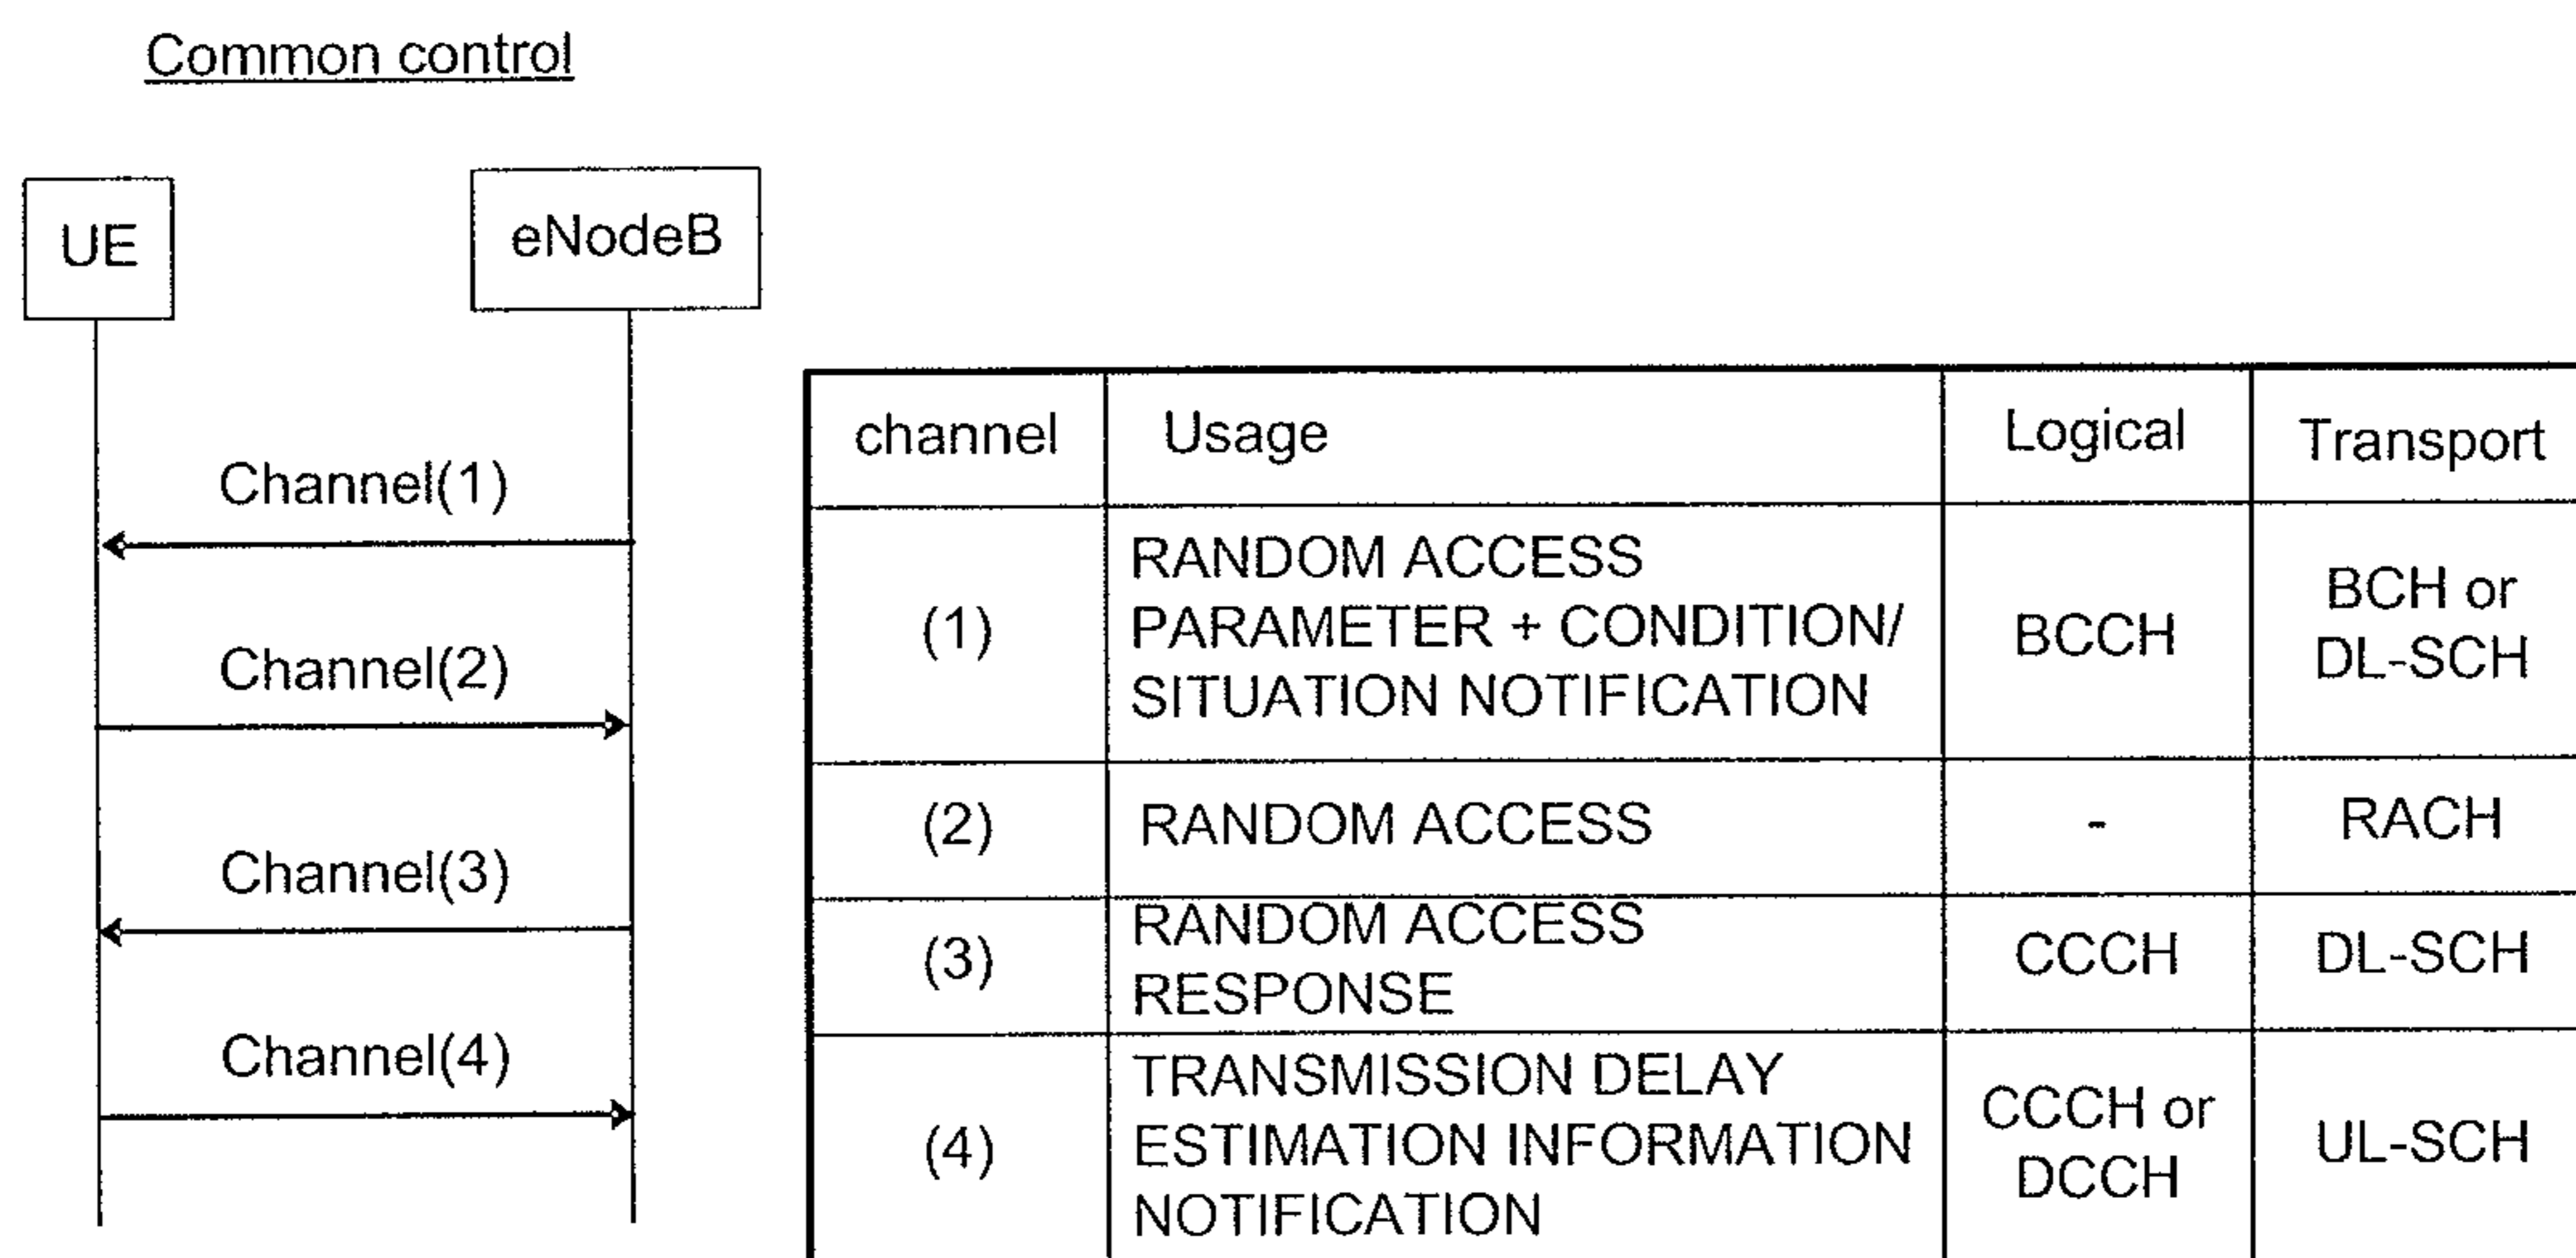 Common control
UE
eNodeB
Channel(1)
Channel(2)
Channel(3)
Channel(4)
channel
Usage
Logical
Transport
(1)
RANDOM ACCESS
PARAMETER + CONDITION/
SITUATION NOTIFICATION
BCCH
BCH or
DL-SCH
(2)
RANDOM ACCESS
-
RACH
(3)
RANDOM ACCESS
RESPONSE
CCCH
DL-SCH
(4)
TRANSMISSION DELAY
ESTIMATION INFORMATION
NOTIFICATION
CCCH or
DCCH
UL-SCH